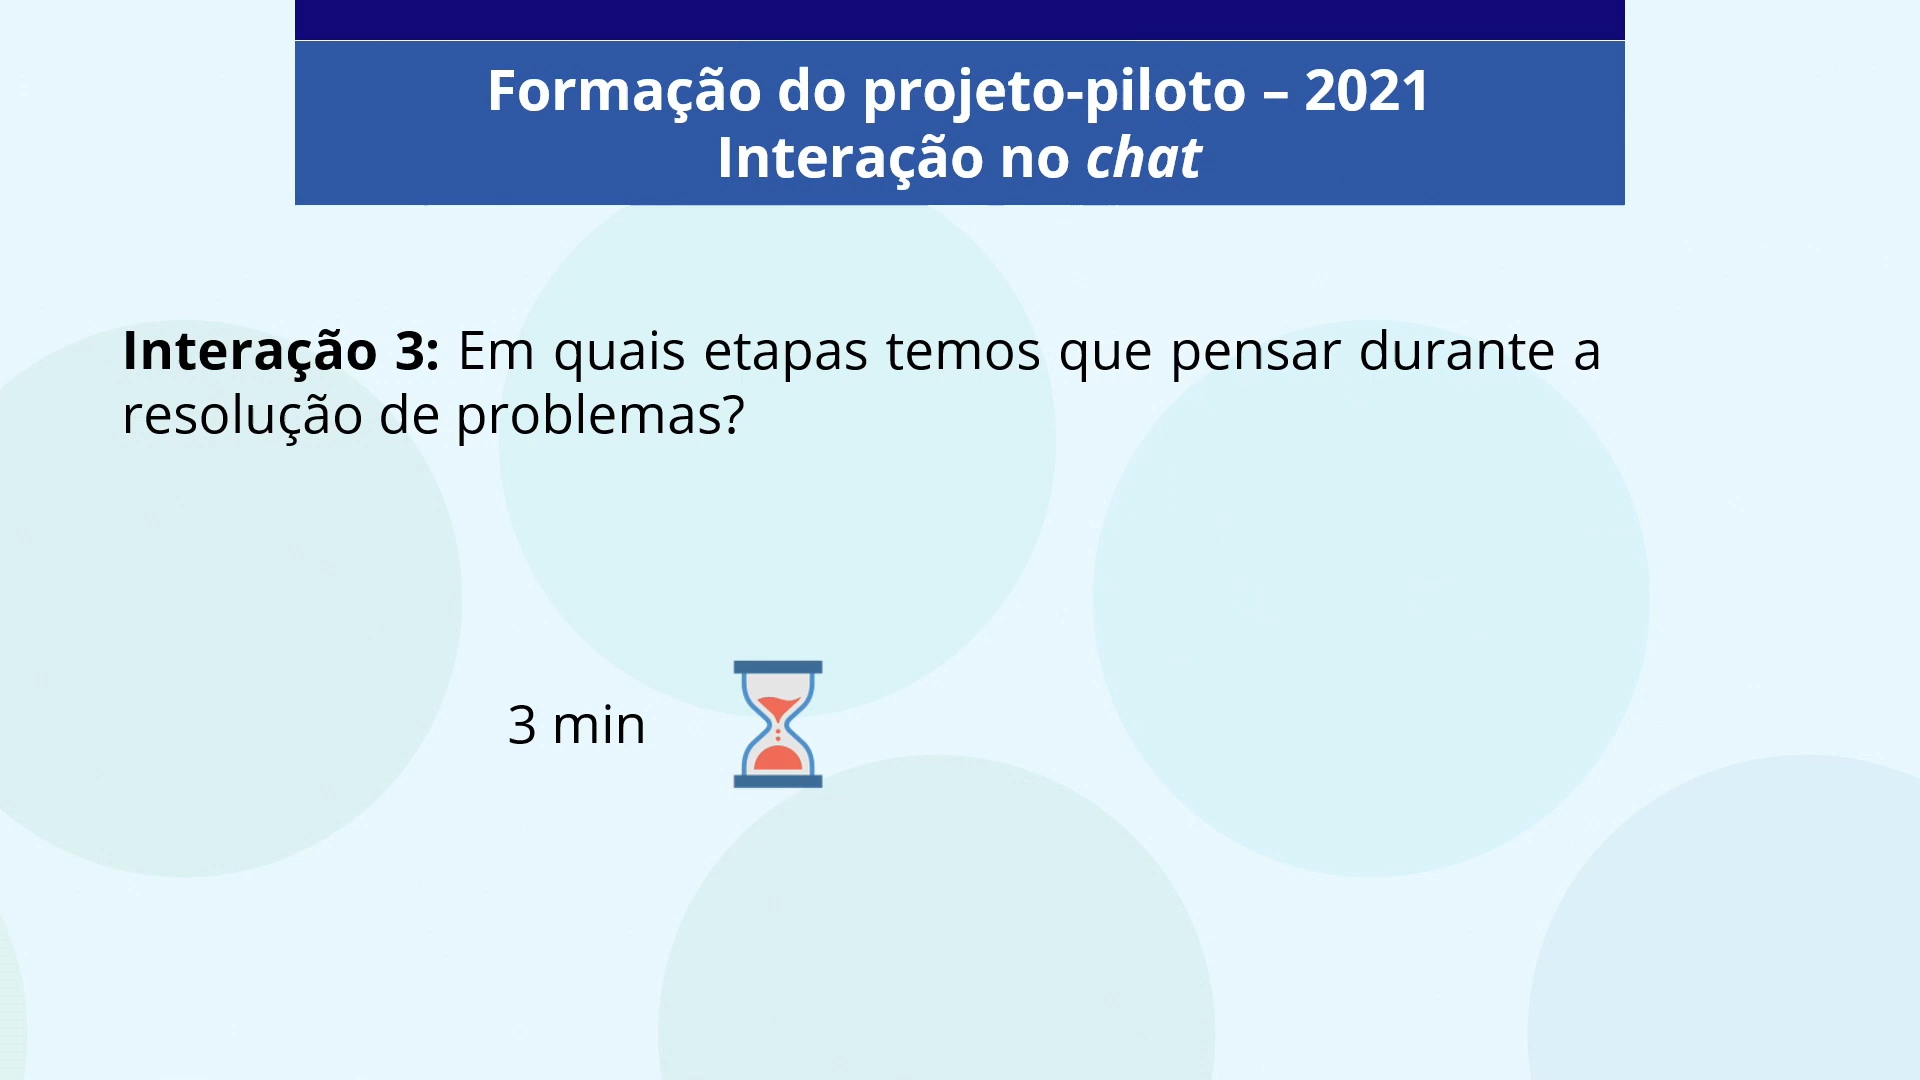 Formação do projeto-piloto – 2021
Interação no chat
Interação 3: Em quais etapas temos que pensar durante a
resolução de problemas?
3 min